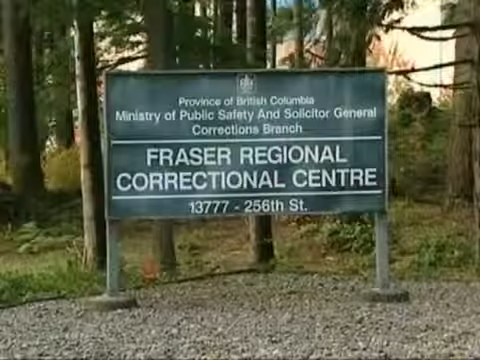 Province of British Columbia
Ministry of Public Safety And Solicitor General
Corrections Branch
FRASER REGIONAL
CORRECTIONAL CENTRE
13777 - 256th St.